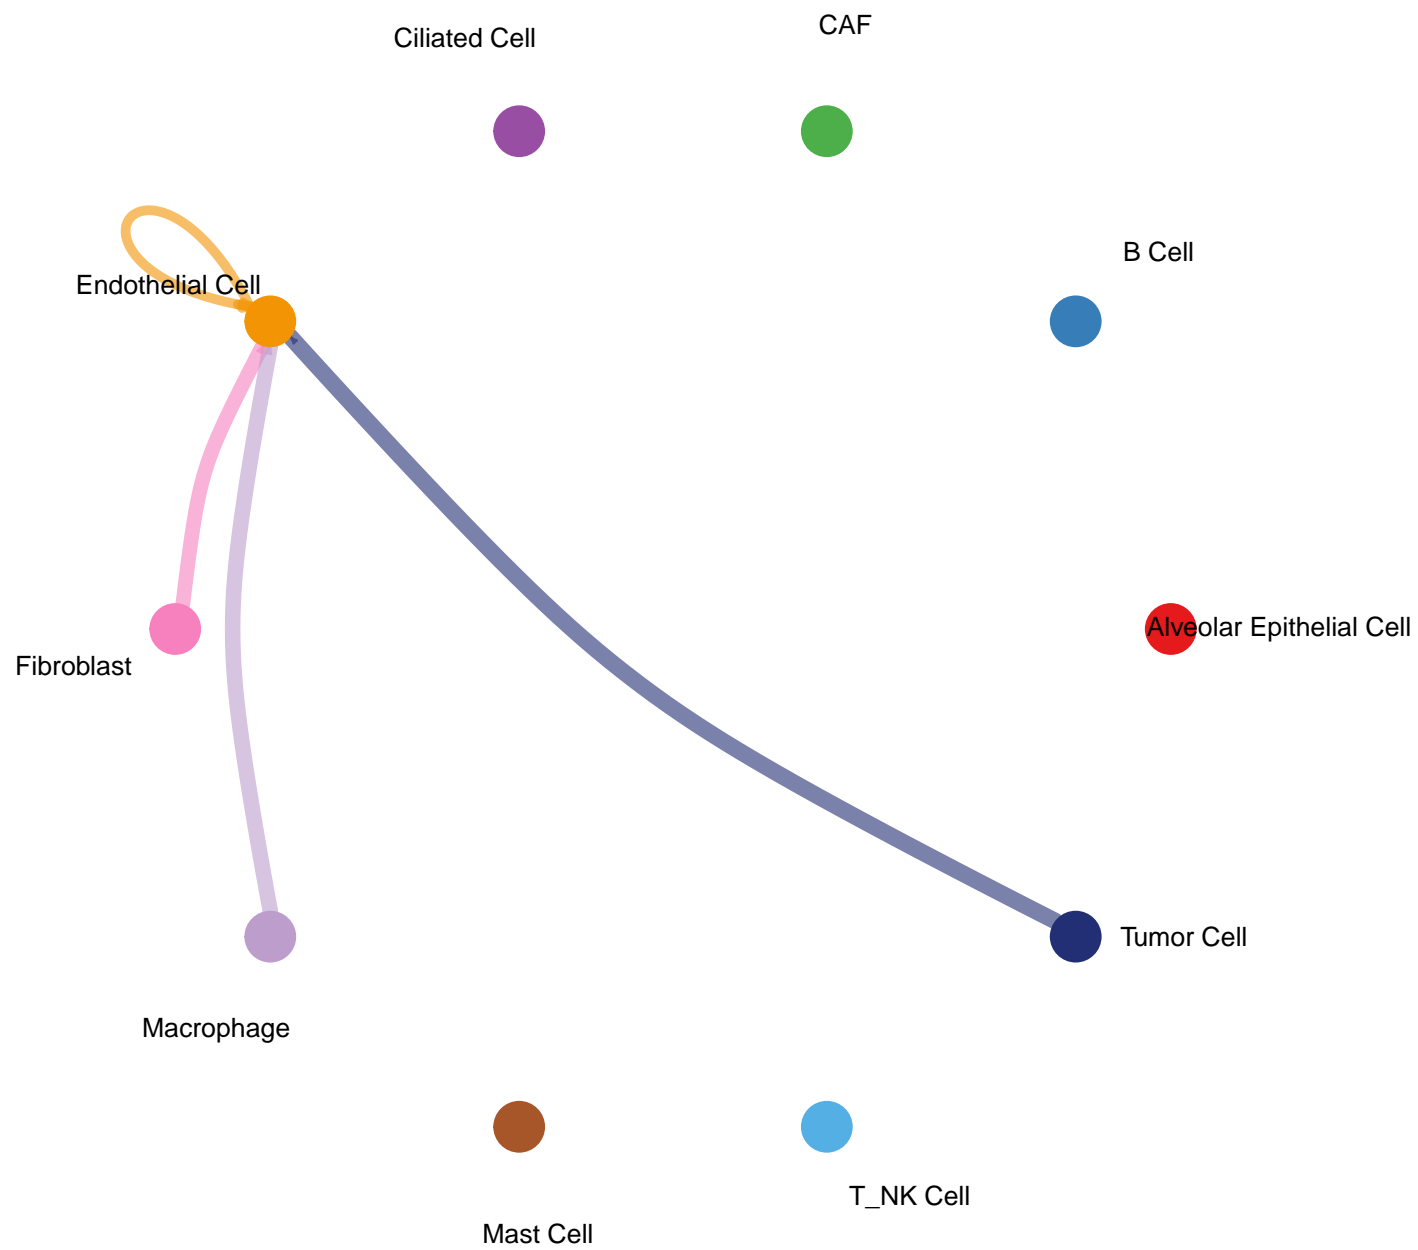 CAF
Ciliated Cell
B Cell
Endothelial Cell
Alveolar Epithelial Cell
Fibroblast
Tumor Cell
Macrophage
T_NK Cell
Mast Cell